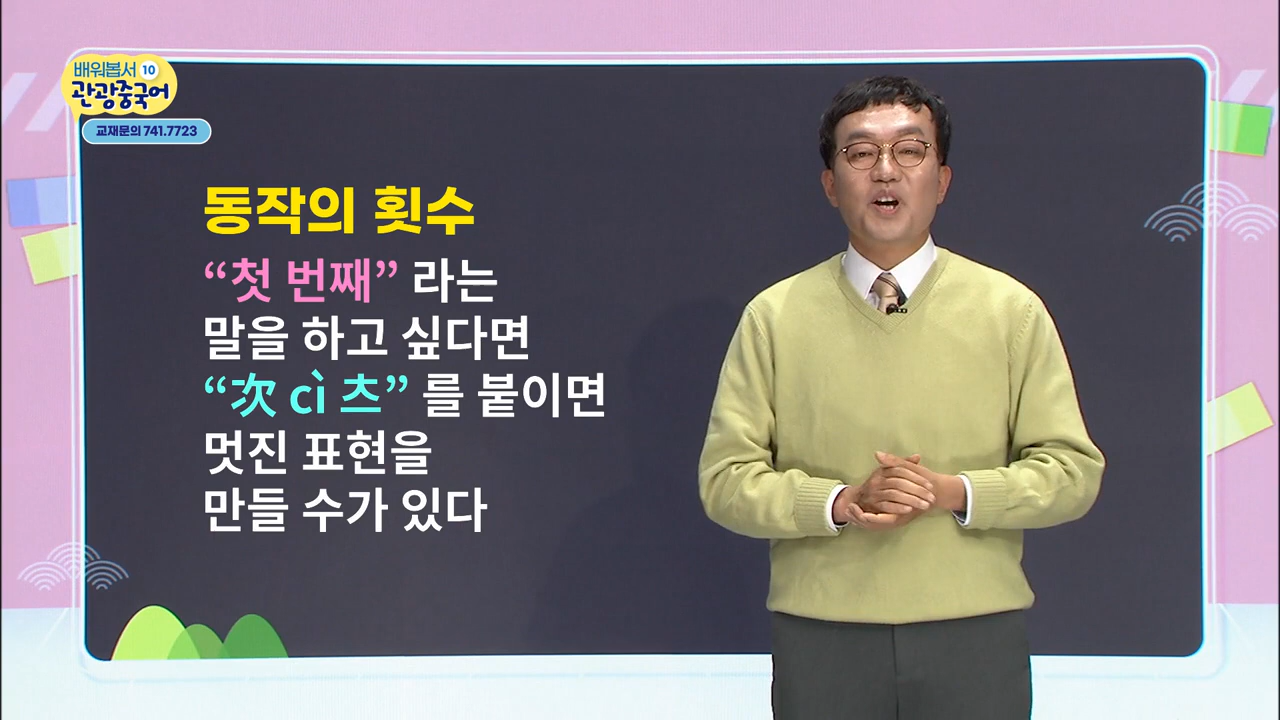 배워봅서 10
관광중국어
교재문의 741.7723
동작의 횟수
“첫 번째” 라는
말을 하고 싶다면
“次 cì 츠” 를 붙이면
멋진 표현을
만들 수가 있다